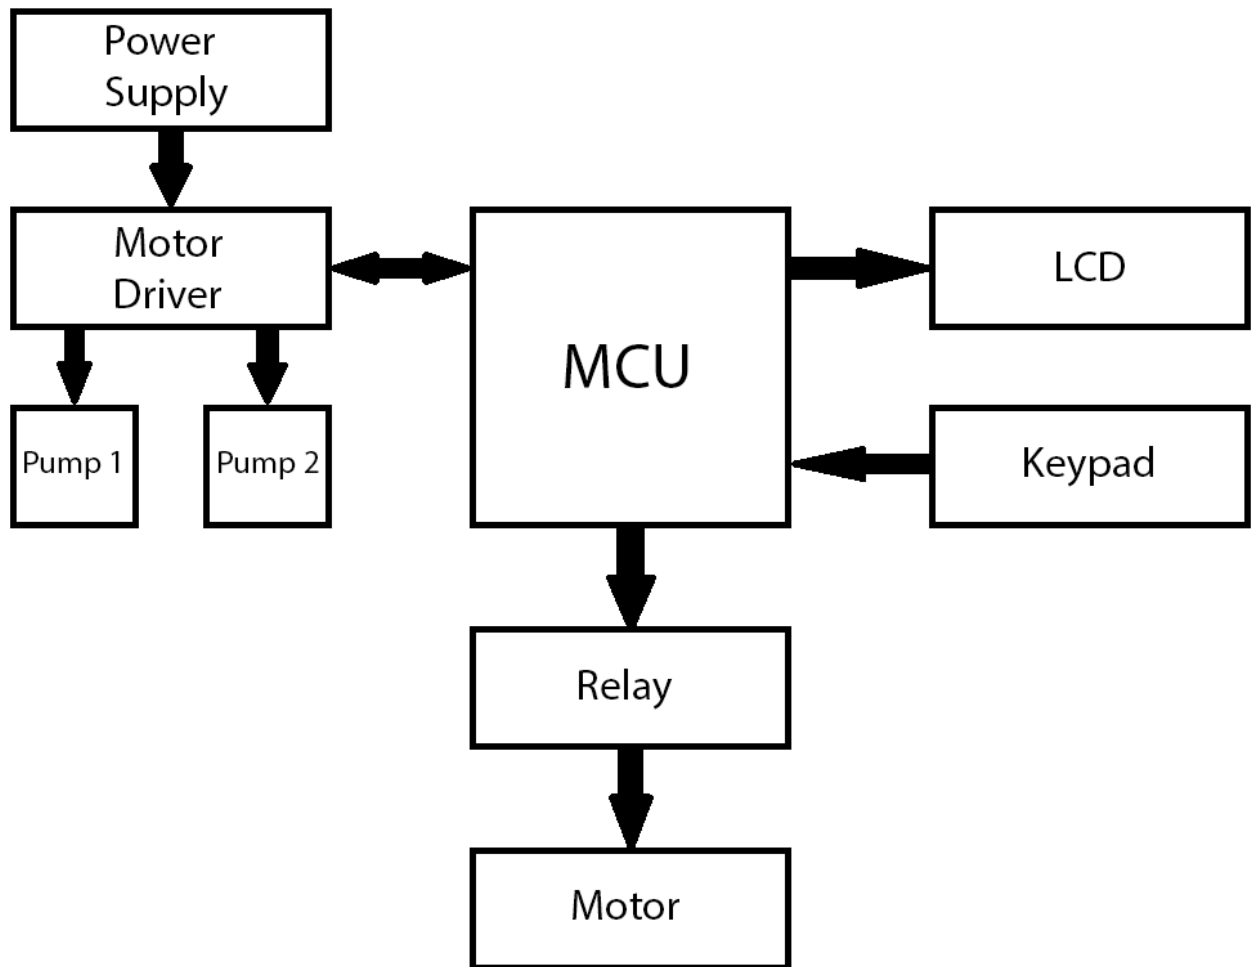 Power
Supply
Motor
Driver
MCU
LCD
Pump 1
Pump 2
Keypad
Relay
Motor